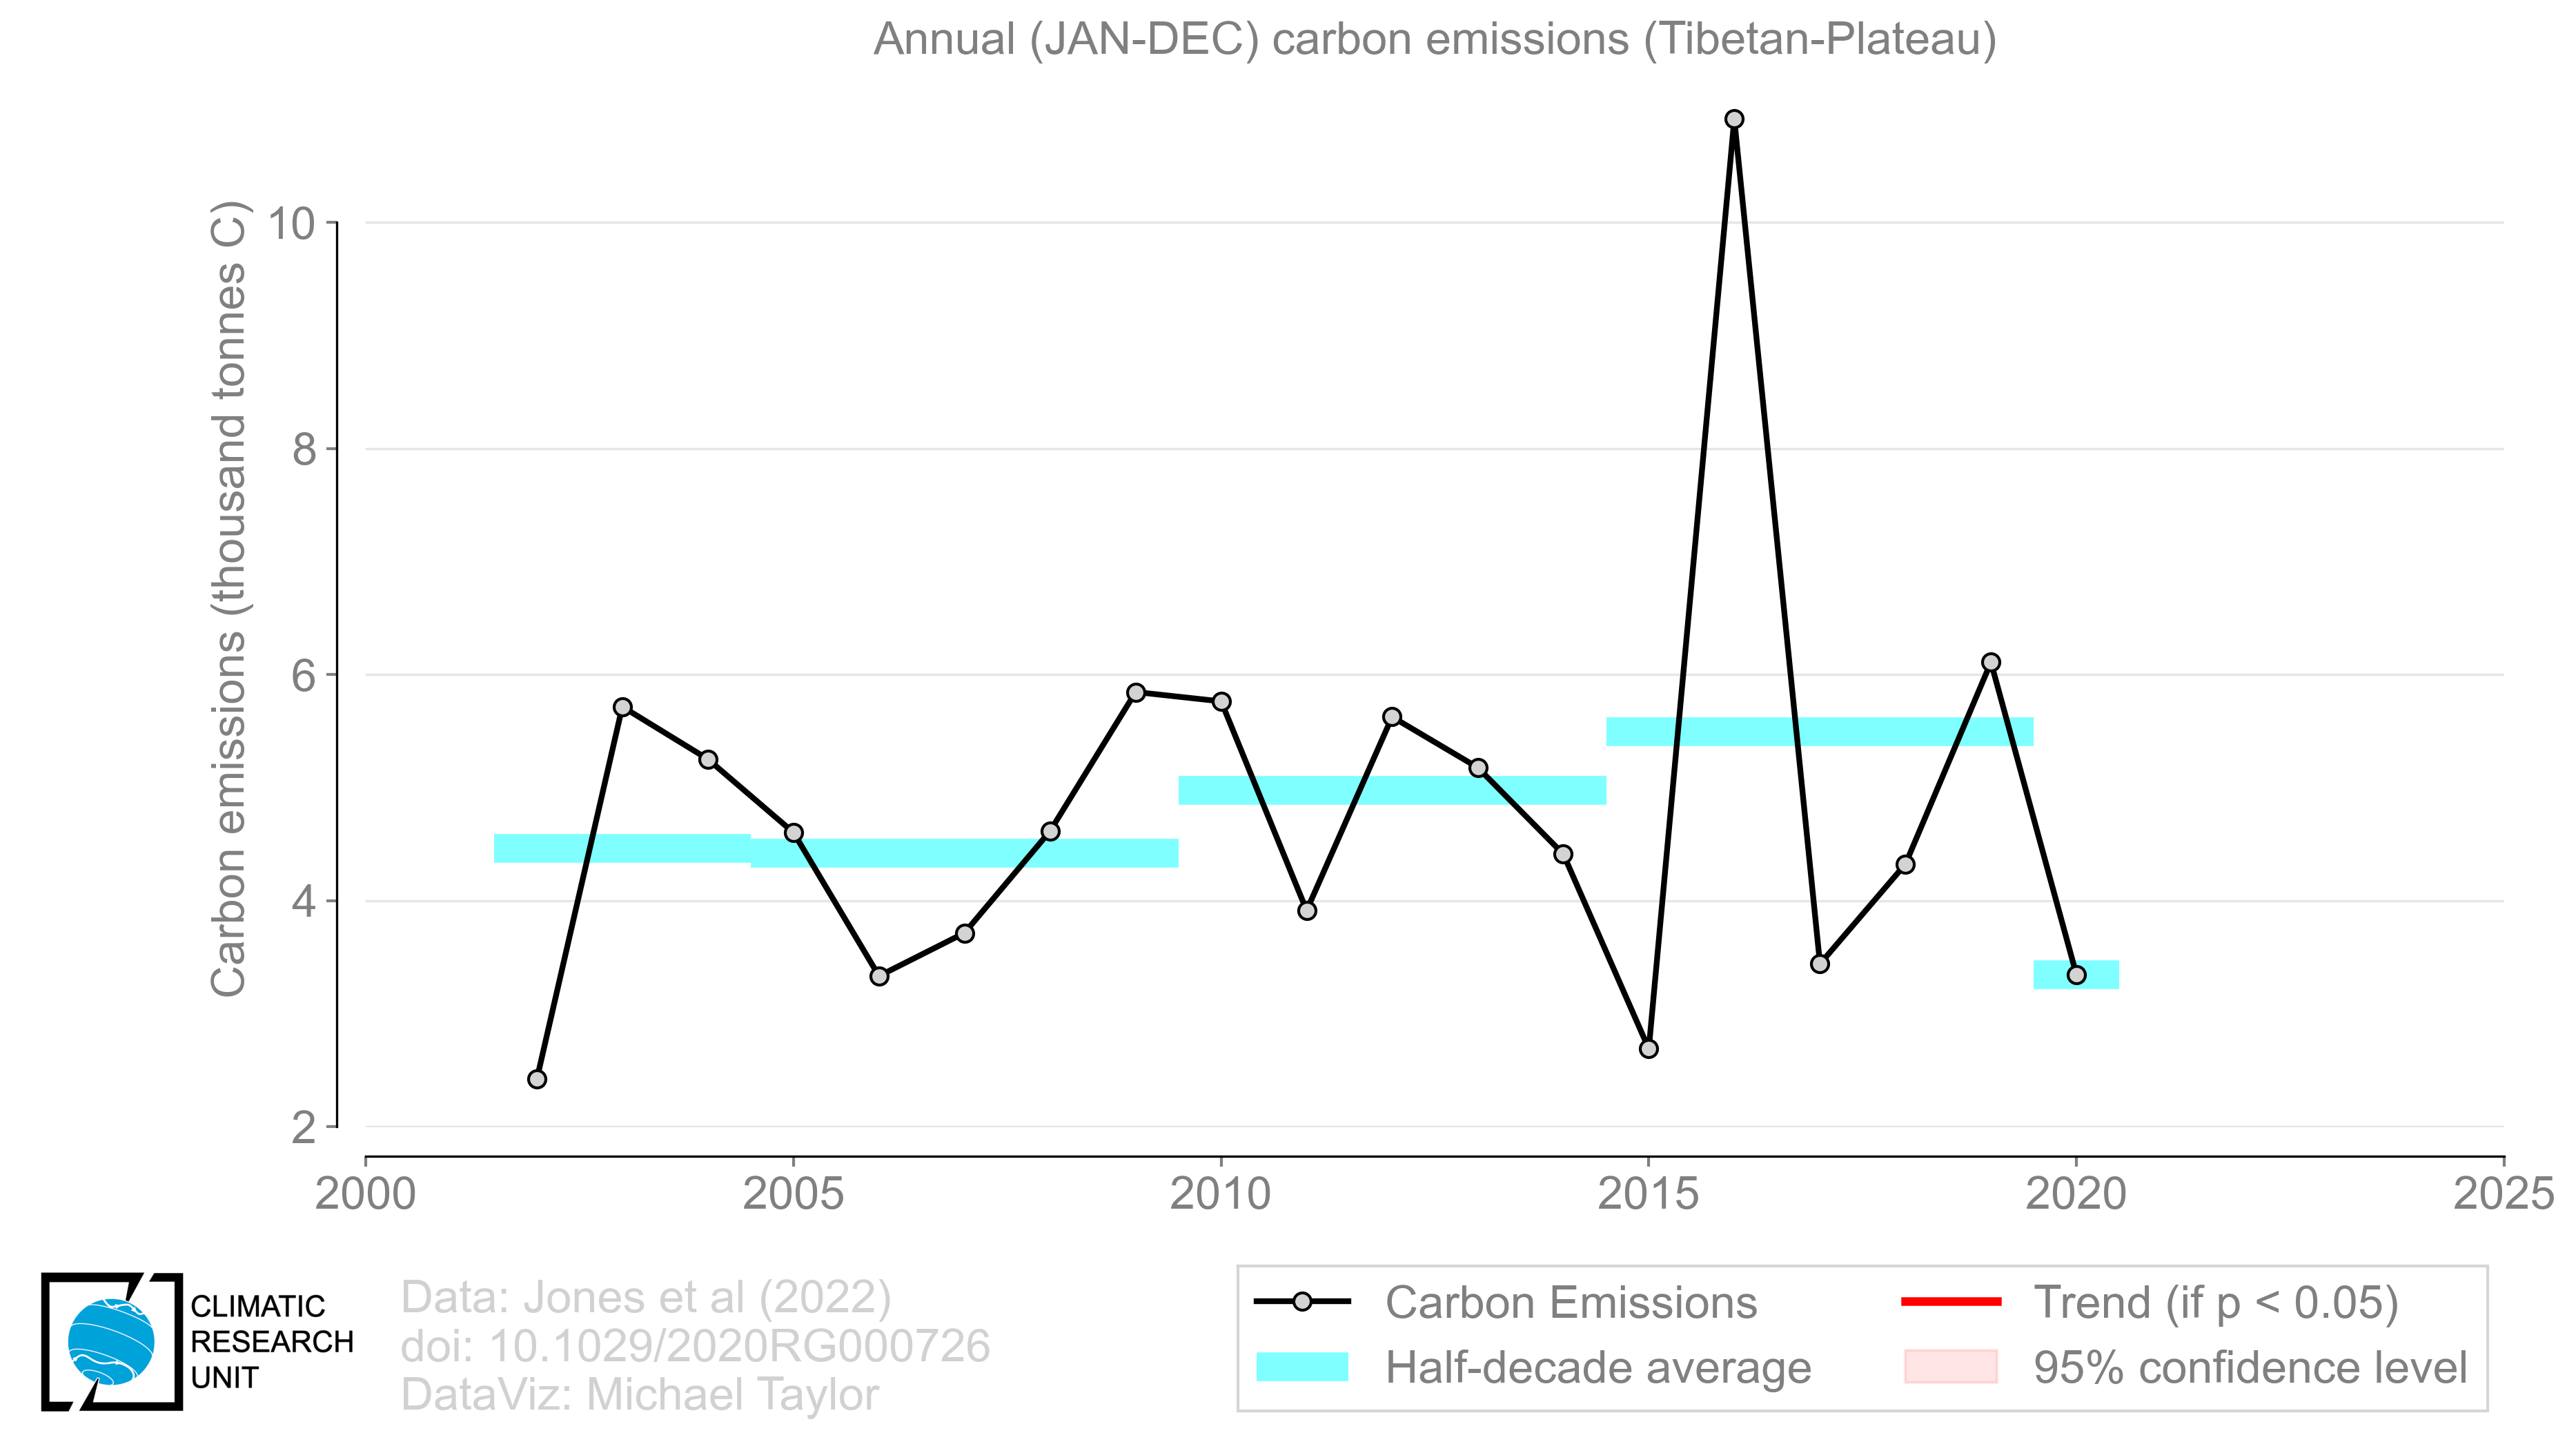 Annual (JAN-DEC) carbon emissions (Tibetan-Plateau)
Carbon emissions (thousand tonnes C)
10
8
6
4
2
2000
2005
2010
2015
2020
2025
CLIMATIC
RESEARCH
UNIT
Data: Jones et al (2022)
doi: 10.1029/2020RG000726
DataViz: Michael Taylor
Carbon Emissions
Half-decade average
Trend (if p < 0.05)
95% confidence level